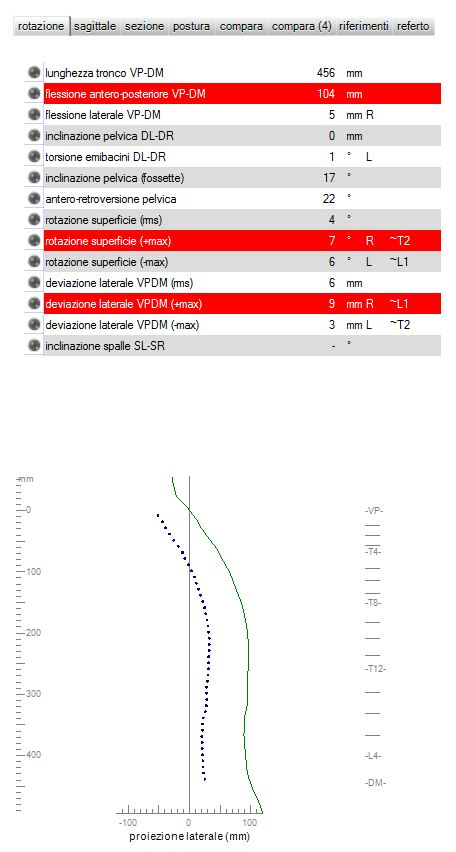 rotazione sagittale sezione postura compara compara (4) riferimenti referto
lunghezza tronco VP-DM 456 mm
flessione antero-posteriore VP-DM 104 mm
flessione laterale VP-DM 5 mm R
inclinazione pelvica DL-DR 0 mm
torsione emibacini DL-DR 1 ° L
inclinazione pelvica (fossette) 17 °
antero-retroversione pelvica 22 °
rotazione superficie (rms) 4 °
rotazione superficie (+max) 7 ° R ~T2
rotazione superficie (-max) 6 ° L ~L1
deviazione laterale VPDM (rms) 6 mm
deviazione laterale VPDM (+max) 9 mm R ~L1
deviazione laterale VPDM (-max) 3 mm L ~T2
inclinazione spalle SL-SR - °
mm
0 -VP-
-T4-
100
-T8-
200
-T12-
300
400 -L4-
-DM-
-100 0 100
proiezione laterale (mm)